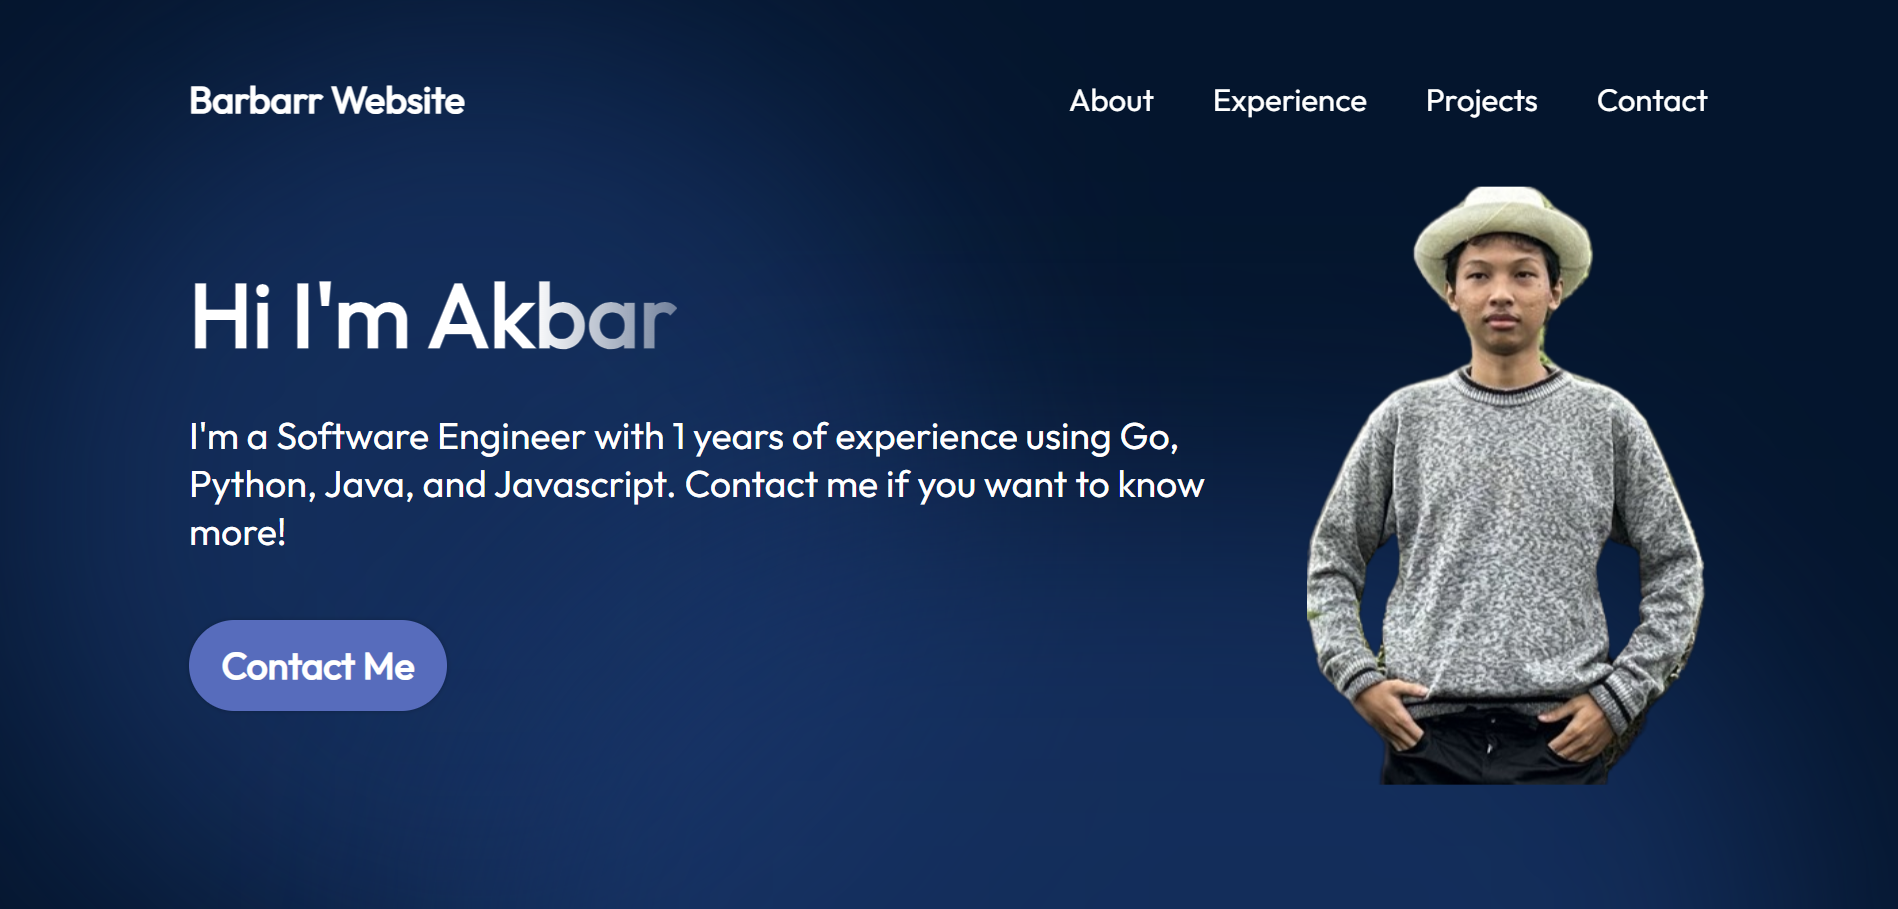 Barbarr Website
About
Experience
Projects
Contact
Hi I'm Akbar
I'm a Software Engineer with 1 years of experience using Go,
Python, Java, and Javascript. Contact me if you want to know
more!
Contact Me